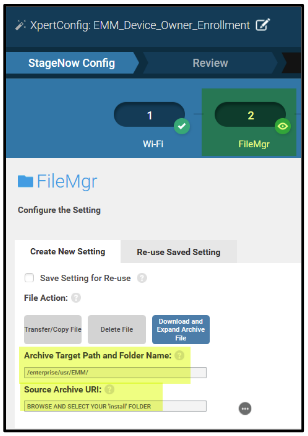 XpertConfig: EMM_Device_Owner_Enrollment
StageNow Config
Review
1
2
Wi-Fi
FileMgr
FileMgr
Configure the Setting
Create New Setting
Re-use Saved Setting
Save Setting for Re-use ?
File Action: ?
Transfer/Copy File
Delete File
Download and
Expand Archive
File
Archive Target Path and Folder Name: ?
/enterprise/usr/EMM/
Source Archive URI: ?
BROWSE AND SELECT YOUR 'install' FOLDER